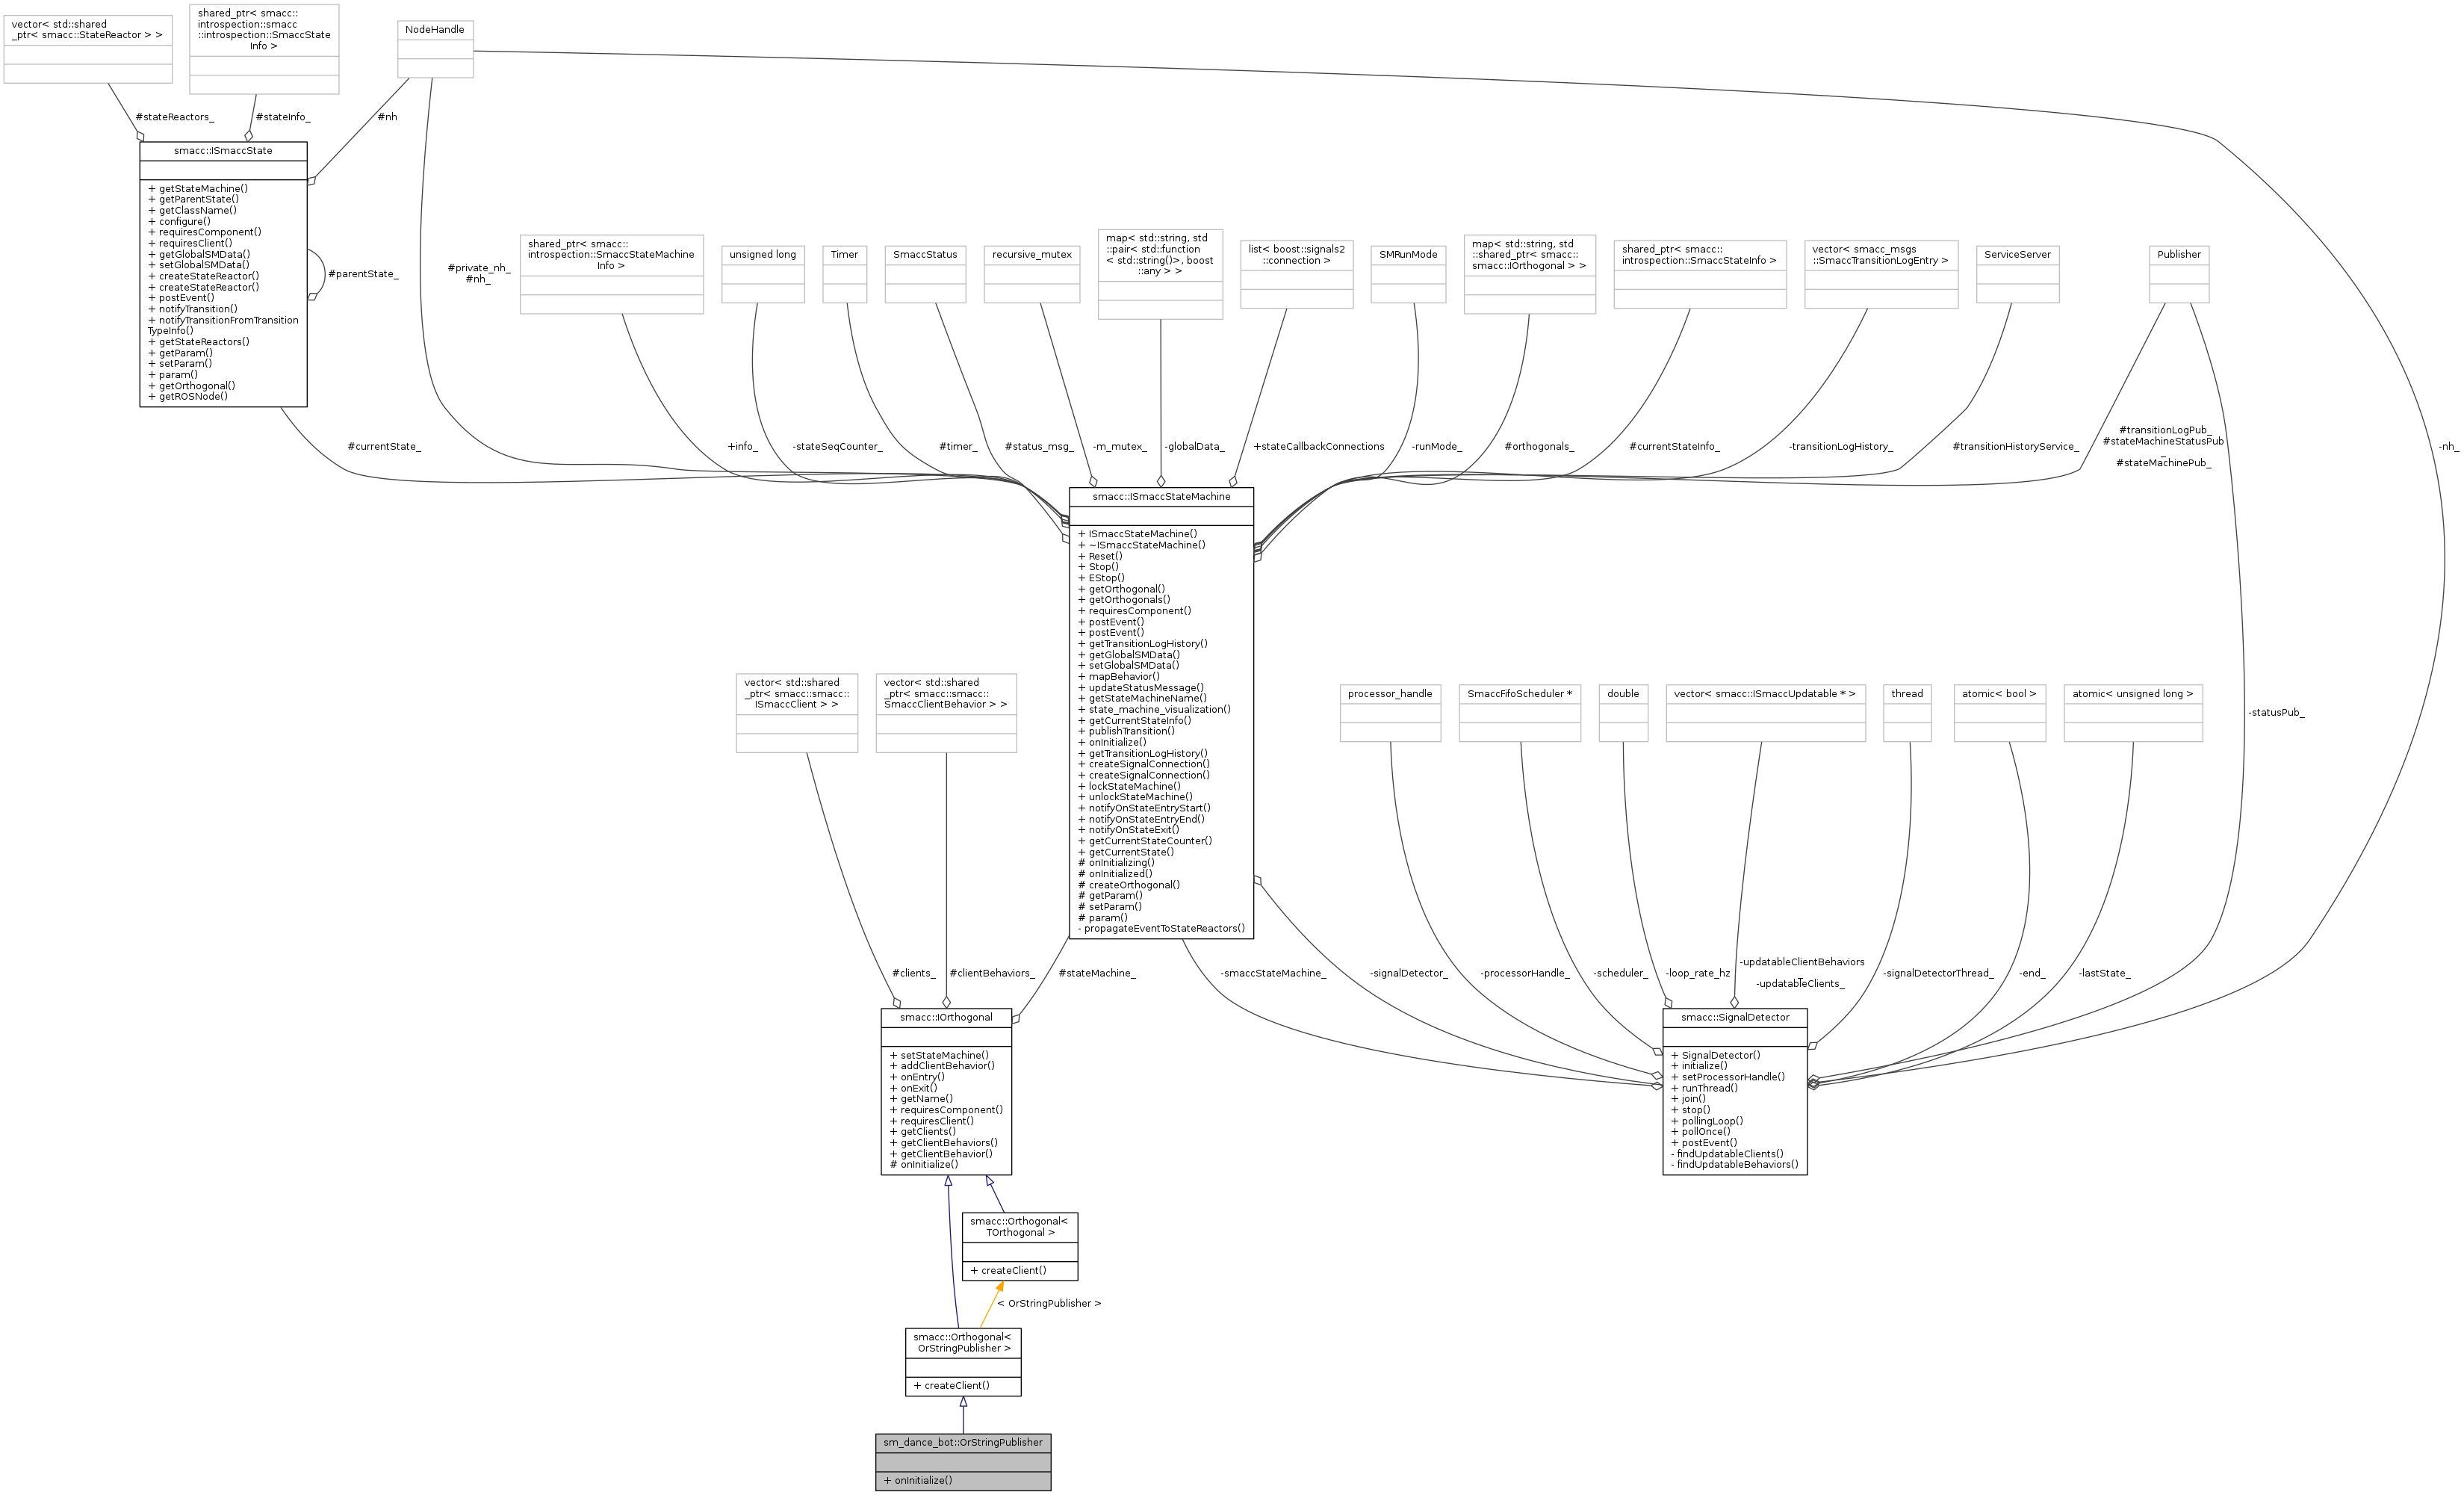 vector< std::shared
_ptr< smacc::StateReactor > >
shared_ptr< smacc::
introspection::smacc
::introspection::SmaccState
Info >
NodeHandle
#stateReactors_
#stateInfo_
#nh
smacc::ISmaccState
+ getStateMachine()
+ getParentState()
+ getClassName()
+ configure()
+ requiresComponent()
+ requiresClient()
+ getGlobalSMData()
+ setGlobalSMData()
+ createStateReactor()
+ createStateReactor()
+ postEvent()
+ notifyTransition()
+ notifyTransitionFromTransition
TypeInfo()
+ getStateReactors()
+ getParam()
+ setParam()
+ param()
+ getOrthogonal()
+ getROSNode()
#parentState_
#private_nh_
#nh_
shared_ptr< smacc::
introspection::SmaccStateMachine
Info >
unsigned long
Timer
SmaccStatus
recursive_mutex
map< std::string, std
::pair< std::function
< std::string()>, boost
::any > >
list< boost::signals2
::connection >
SMRunMode
map< std::string, std
::shared_ptr< smacc::
smacc::IOrthogonal > >
shared_ptr< smacc::
introspection::SmaccStateInfo >
vector< smacc_msgs
::SmaccTransitionLogEntry >
ServiceServer
Publisher
#currentState_
+info_
-stateSeqCounter_
#timer_
#status_msg_
-m_mutex_
-globalData_
+stateCallbackConnections
-runMode_
#orthogonals_
#currentStateInfo_
-transitionLogHistory_
#transitionHistoryService_
#transitionLogPub_
#stateMachineStatusPub
_
#stateMachinePub_
-nh_
smacc::ISmaccStateMachine
+ ISmaccStateMachine()
+ ~ISmaccStateMachine()
+ Reset()
+ Stop()
+ EStop()
+ getOrthogonal()
+ getOrthogonals()
+ requiresComponent()
+ postEvent()
+ postEvent()
+ getTransitionLogHistory()
+ getGlobalSMData()
+ setGlobalSMData()
+ mapBehavior()
+ updateStatusMessage()
+ getStateMachineName()
+ state_machine_visualization()
+ getCurrentStateInfo()
+ publishTransition()
+ onInitialize()
+ getTransitionLogHistory()
+ createSignalConnection()
+ createSignalConnection()
+ lockStateMachine()
+ unlockStateMachine()
+ notifyOnStateEntryStart()
+ notifyOnStateEntryEnd()
+ notifyOnStateExit()
+ getCurrentStateCounter()
+ getCurrentState()
# onInitializing()
# onInitialized()
# createOrthogonal()
# getParam()
# setParam()
# param()
- propagateEventToStateReactors()
vector< std::shared
_ptr< smacc::smacc::
ISmaccClient > >
vector< std::shared
_ptr< smacc::smacc::
SmaccClientBehavior > >
processor_handle
SmaccFifoScheduler *
double
vector< smacc::ISmaccUpdatable * >
thread
atomic< bool >
atomic< unsigned long >
-statusPub_
#clients_
#clientBehaviors_
#stateMachine_
-smaccStateMachine_
-signalDetector_
-processorHandle_
-scheduler_
-loop_rate_hz
-updatableClientBehaviors
_
-updatableClients_
-signalDetectorThread_
-end_
-lastState_
smacc::IOrthogonal
+ setStateMachine()
+ addClientBehavior()
+ onEntry()
+ onExit()
+ getName()
+ requiresComponent()
+ requiresClient()
+ getClients()
+ getClientBehaviors()
+ getClientBehavior()
# onInitialize()
smacc::SignalDetector
+ SignalDetector()
+ initialize()
+ setProcessorHandle()
+ runThread()
+ join()
+ stop()
+ pollingLoop()
+ pollOnce()
+ postEvent()
- findUpdatableClients()
- findUpdatableBehaviors()
smacc::Orthogonal<
TOrthogonal >
+ createClient()
< OrStringPublisher >
smacc::Orthogonal<
OrStringPublisher >
+ createClient()
sm_dance_bot::OrStringPublisher
+ onInitialize()